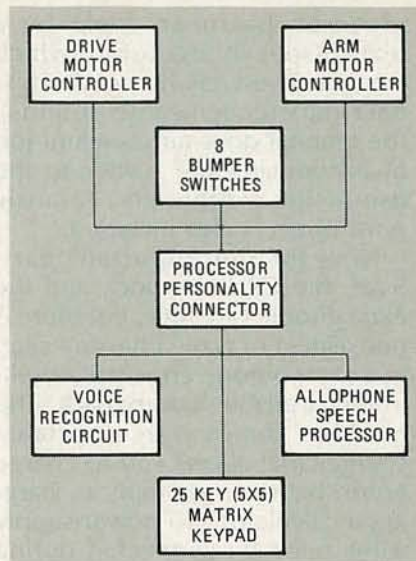 DRIVE
MOTOR
CONTROLLER
ARM
MOTOR
CONTROLLER
8
BUMPER
SWITCHES
PROCESSOR
PERSONALITY
CONNECTOR
VOICE
RECOGNITION
CIRCUIT
ALLOPHONE
SPEECH
PROCESSOR
25 KEY (5X5)
MATRIX
KEYPAD